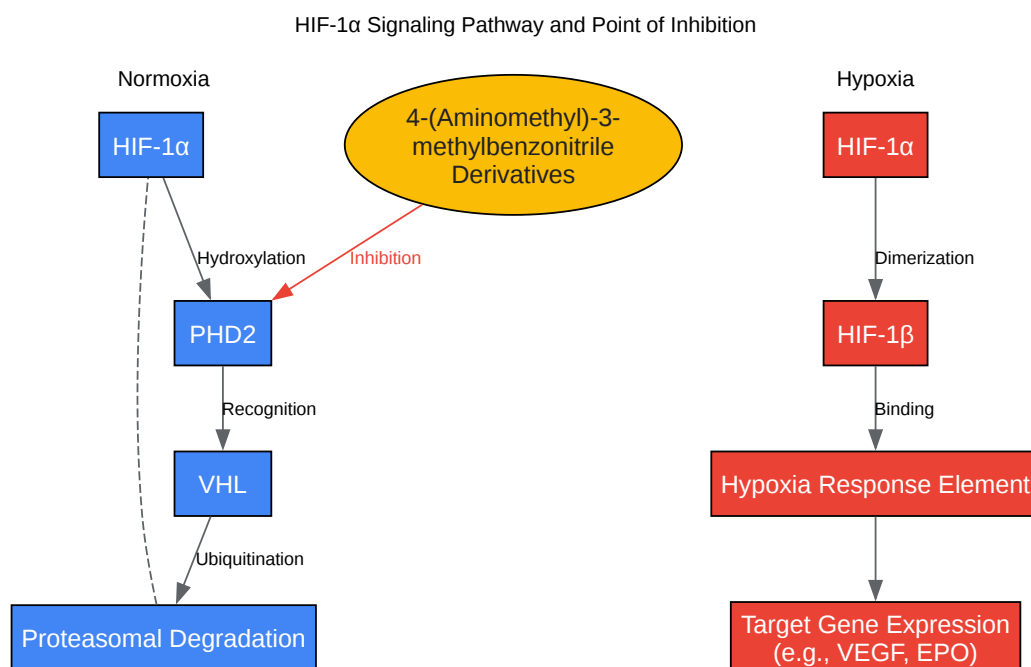 HIF-1α Signaling Pathway and Point of Inhibition
Normoxia
HIF-1α
Hydroxylation
PHD2
Recognition
VHL
Ubiquitination
Proteasomal Degradation
4-(Aminomethyl)-3-
methylbenzonitrile
Derivatives
Inhibition
Hypoxia
HIF-1α
Dimerization
HIF-1β
Binding
Hypoxia Response Element
Target Gene Expression
(e.g., VEGF, EPO)